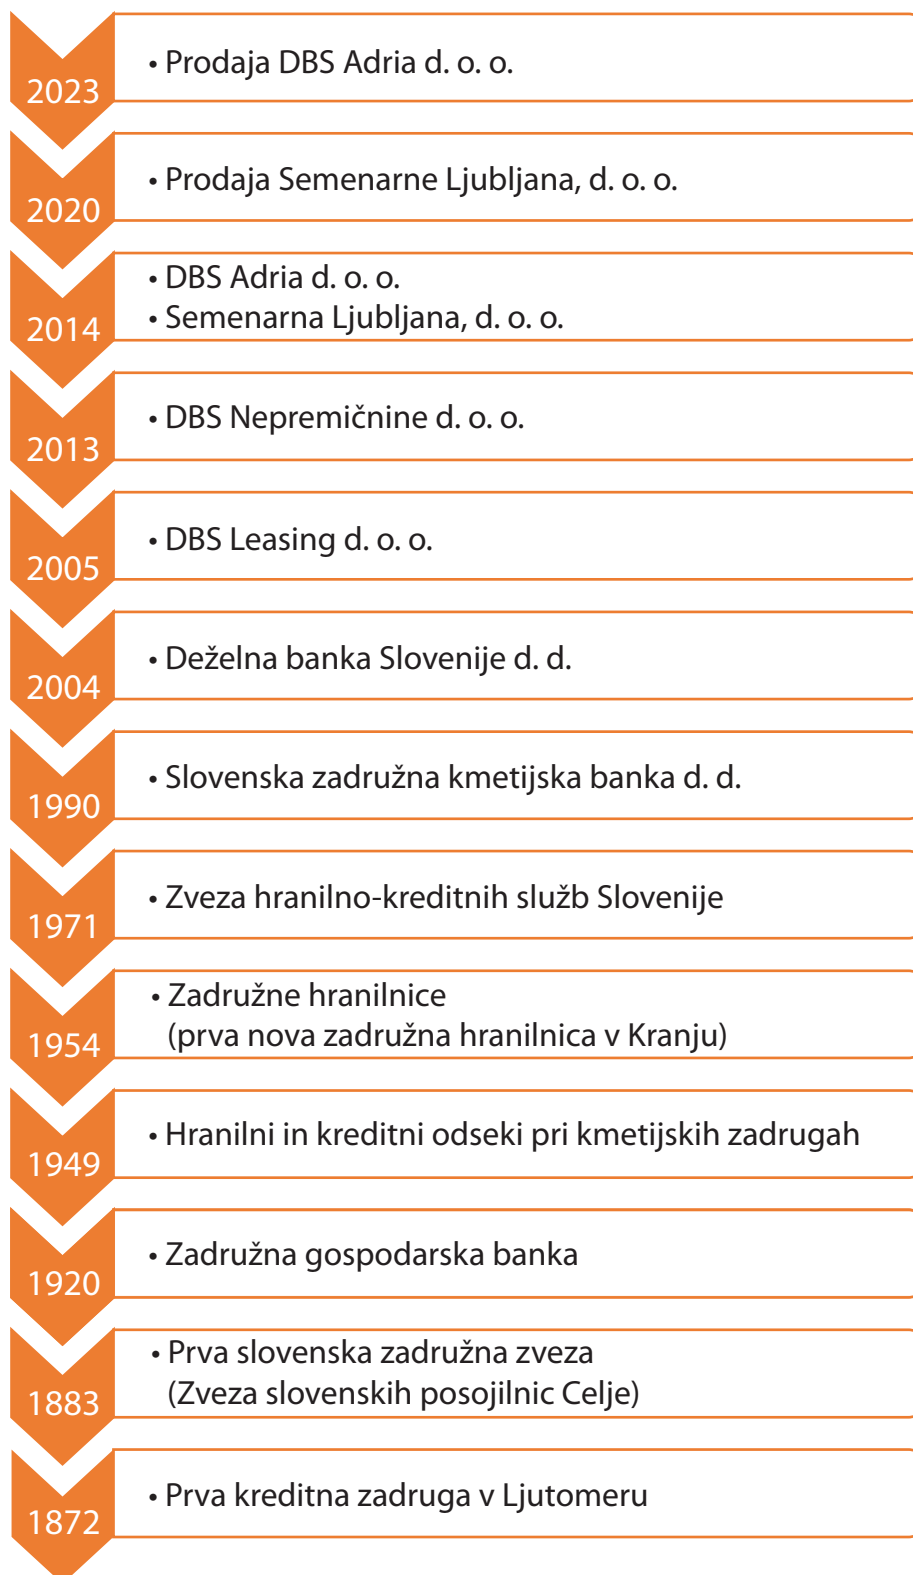 2023
• Prodaja DBS Adria d. o. o.
2020
• Prodaja Semenarne Ljubljana, d. o. o.
2014
• DBS Adria d. o. o.
• Semenarna Ljubljana, d. o. o.
2013
• DBS Nepremičnine d. o. o.
2005
• DBS Leasing d. o. o.
2004
• Deželna banka Slovenije d. d.
1990
• Slovenska zadružna kmetijska banka d. d.
1971
• Zveza hranilno-kreditnih služb Slovenije
1954
• Zadružne hranilnice
(prva nova zadružna hranilnica v Kranju)
1949
• Hranilni in kreditni odseki pri kmetijskih zadrugah
1920
• Zadružna gospodarska banka
1883
• Prva slovenska zadružna zveza
(Zveza slovenskih posojilnic Celje)
1872
• Prva kreditna zadruga v Ljutomeru